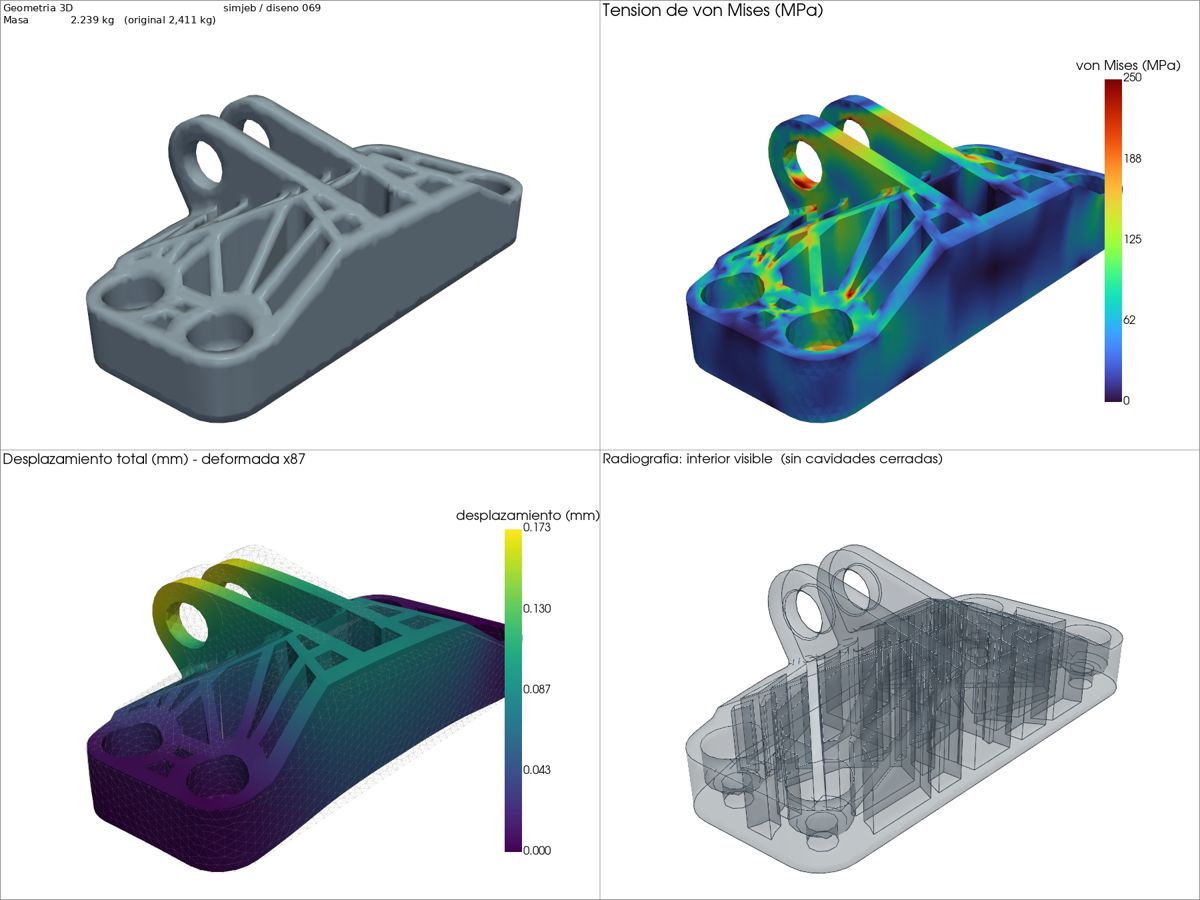 Geometria 3D
simjeb / diseno 069
Masa 2.239 kg (original 2,411 kg)
Tension de von Mises (MPa)
von Mises (MPa)
250
188
125
62
0
Desplazamiento total (mm) - deformada x87
desplazamiento (mm)
0.173
0.130
0.087
0.043
0.000
Radiografia: interior visible (sin cavidades cerradas)